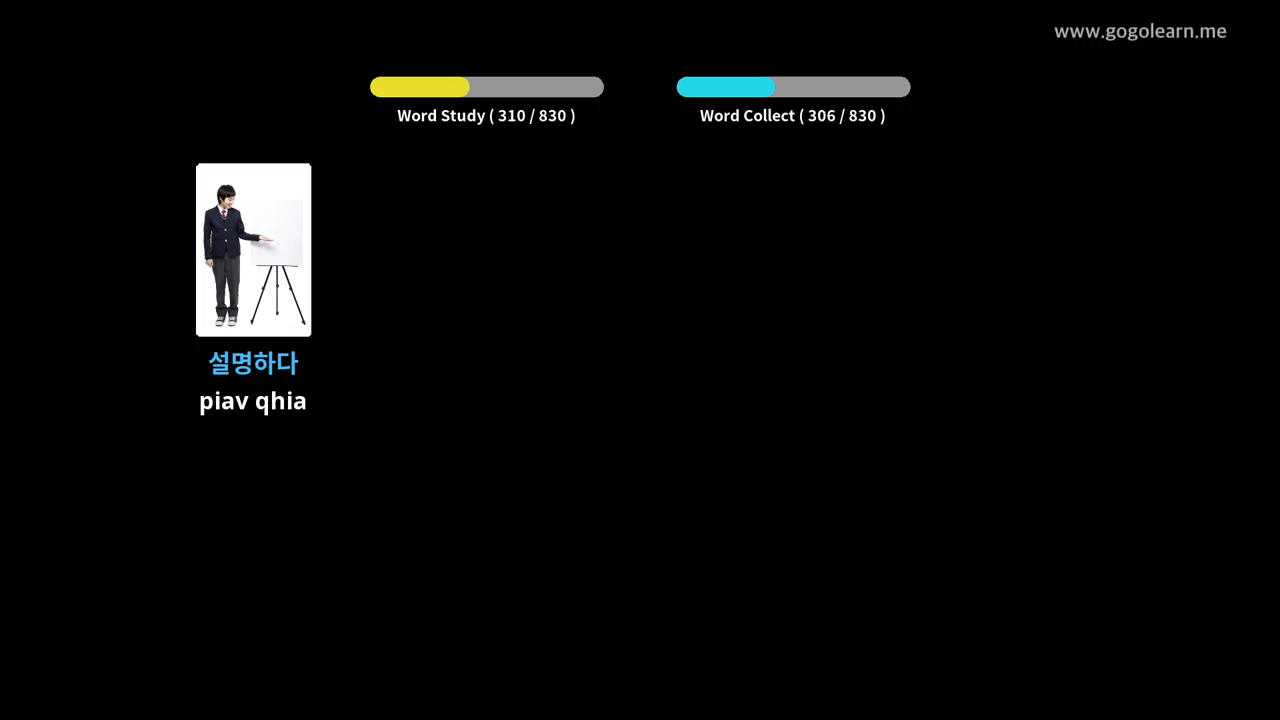 www.gogolearn.me
Word Study ( 310 / 830 )
Word Collect ( 306 / 830 )
설명하다
piav qhia